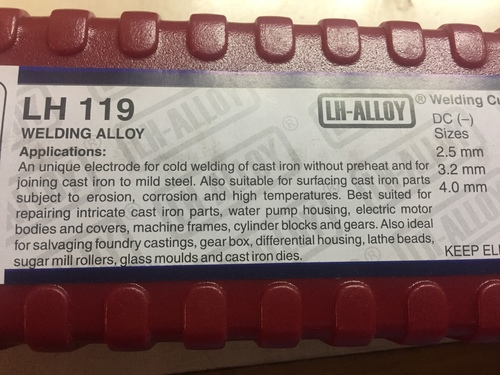 LH 119
WELDING ALLOY
Applications:
An unique electrode for cold welding of cast iron without preheat and for
joining cast iron to mild steel. Also suitable for surfacing cast iron parts
subject to erosion, corrosion and high temperatures. Best suited for
repairing intricate cast iron parts, water pump housing, electric motor
bodies and covers, machine frames, cylinder blocks and gears. Also ideal
for salvaging foundry castings, gear box, differential housing, lathe beads,
sugar mill rollers, glass moulds and cast iron dies.
LH-ALLOY ®
Welding Cu
DC (–)
Sizes
2.5 mm
3.2 mm
4.0 mm
KEEP ELE
LH-ALLOY